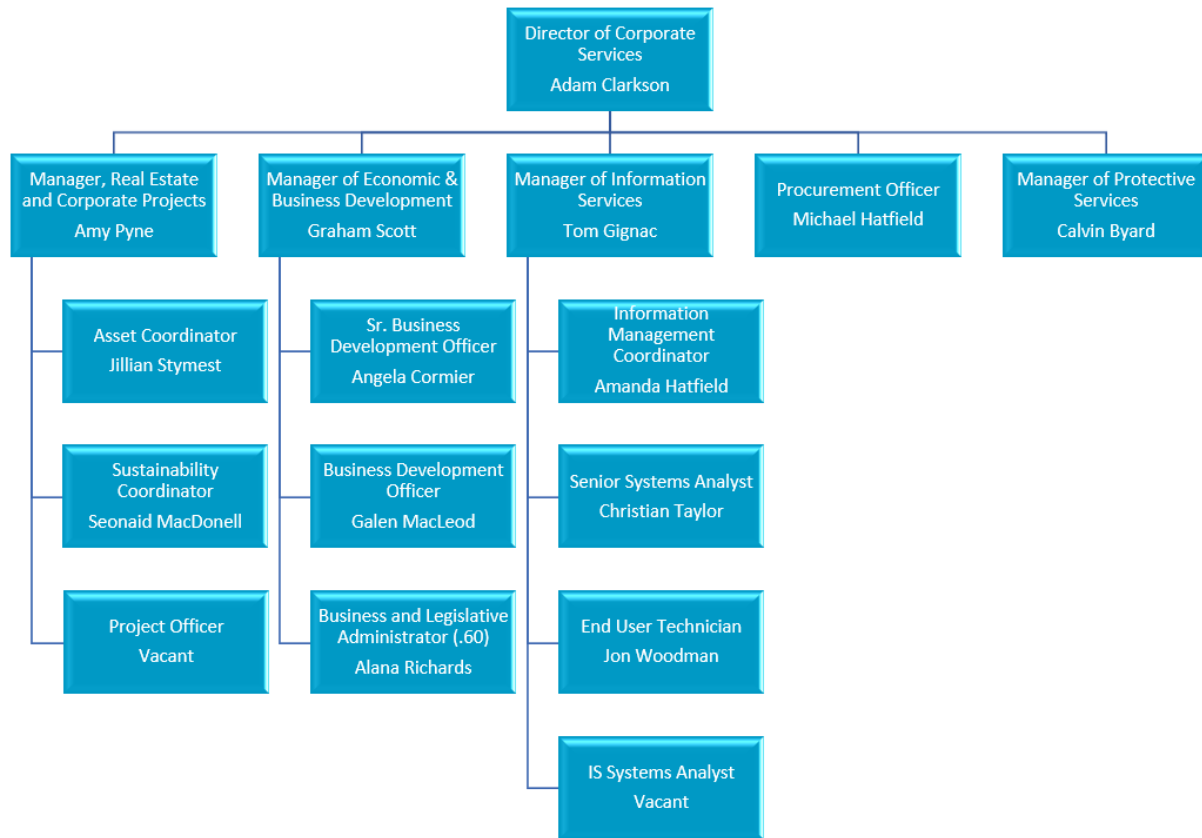 Director of Corporate
Services
Adam Clarkson
Manager, Real Estate
and Corporate Projects
Amy Pyne
Manager of Economic &
Business Development
Graham Scott
Manager of Information
Services
Tom Gignac
Procurement Officer
Michael Hatfield
Manager of Protective
Services
Calvin Byard
Asset Coordinator
Jillian Stymest
Sr. Business
Development Officer
Angela Cormier
Information
Management
Coordinator
Amanda Hatfield
Sustainability
Coordinator
Seonaid MacDonell
Business Development
Officer
Galen MacLeod
Senior Systems Analyst
Christian Taylor
Project Officer
Vacant
Business and Legislative
Administrator (.60)
Alana Richards
End User Technician
Jon Woodman
IS Systems Analyst
Vacant